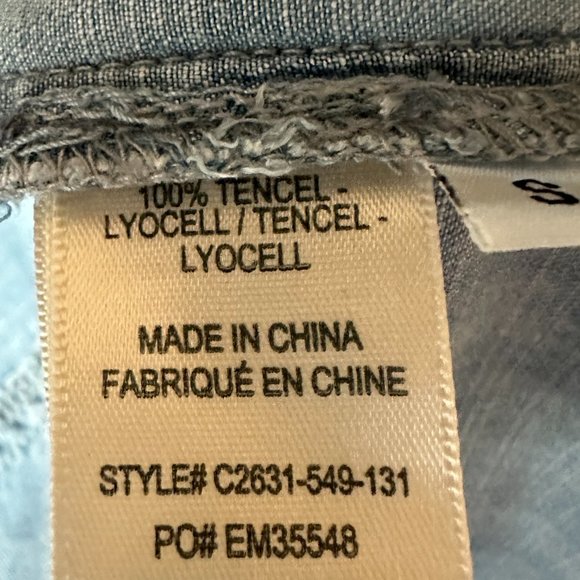 100% TENCEL -
LYOCELL / TENCEL -
LYOCELL
MADE IN CHINA
FABRIQUÉ EN CHINE
STYLE# C2631-549-131
PO# EM35548
S